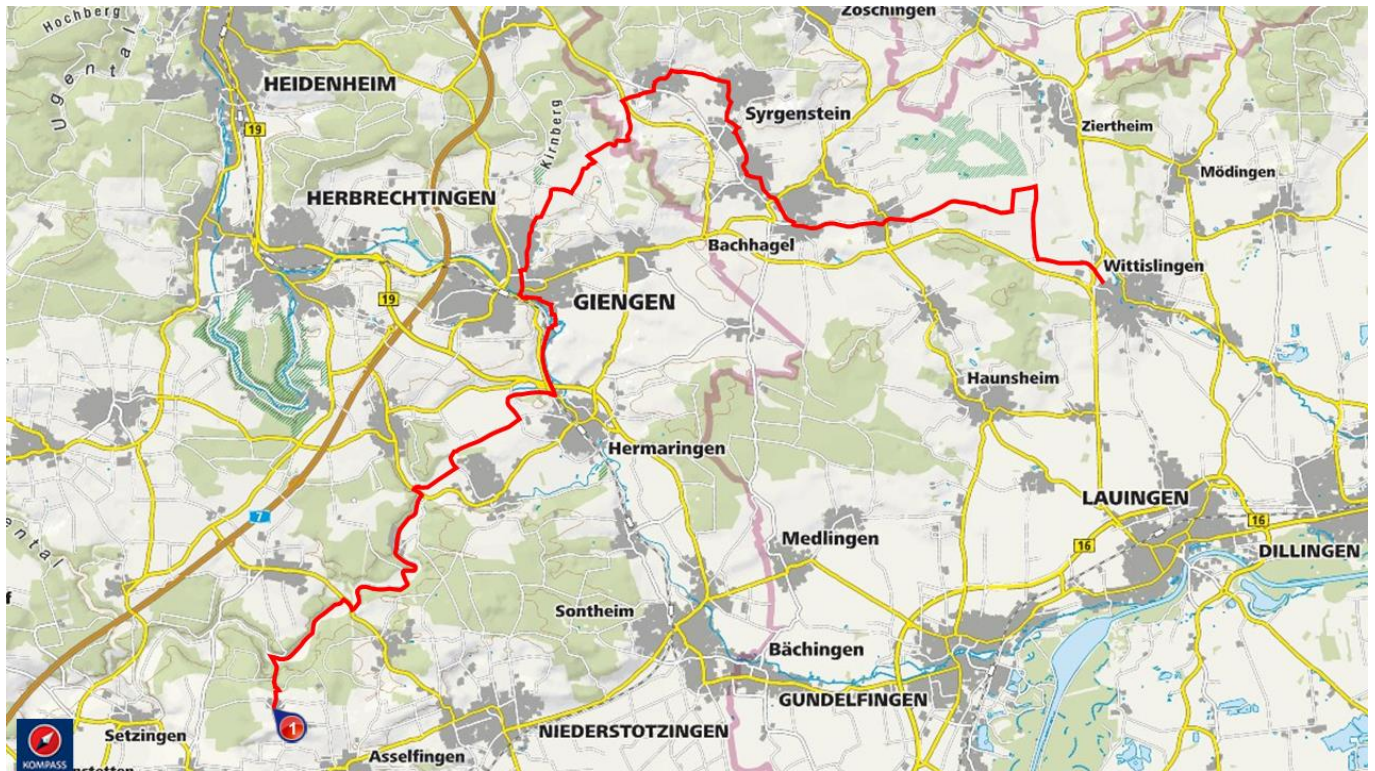 Hochberg
Ugental
Zöschingen
HEIDENHEIM
19
Kirnberg
Syrgenstein
Ziertheim
Mödingen
HERBRECHTINGEN
Bachhagel
Wittislingen
19
GIENGEN
Haunsheim
Hermaringen
LAUINGEN
7
16
16
Medlingen
DILLINGEN
Sontheim
Bächingen
GUNDELFINGEN
1
Setzingen
NIEDERSTOTZINGEN
Asselfingen
KOMPASS